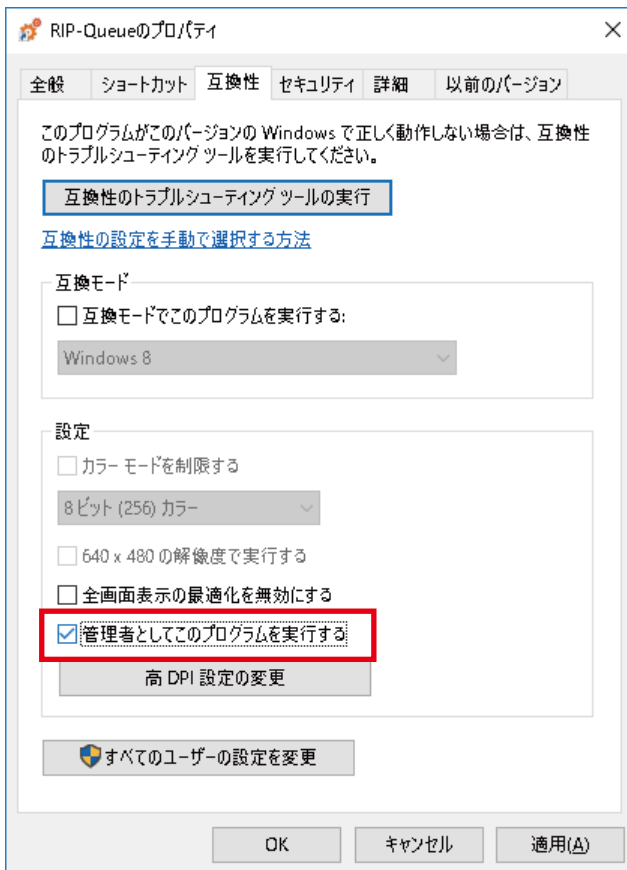 RIP-Queueのプロパティ
全般 ショートカット 互換性 セキュリティ 詳細 以前のバージョン
このプログラムがこのバージョンの Windows で正しく動作しない場合は、互換性
のトラブルシューティング ツールを実行してください。
互換性のトラブルシューティング ツールの実行
互換性の設定を手動で選択する方法
互換モード
互換モードでこのプログラムを実行する:
Windows 8
設定
カラー モードを制限する
8 ビット (256) カラー
640 x 480 の解像度で実行する
全画面表示の最適化を無効にする
管理者としてこのプログラムを実行する
高 DPI 設定の変更
すべてのユーザーの設定を変更
OK キャンセル 適用(A)